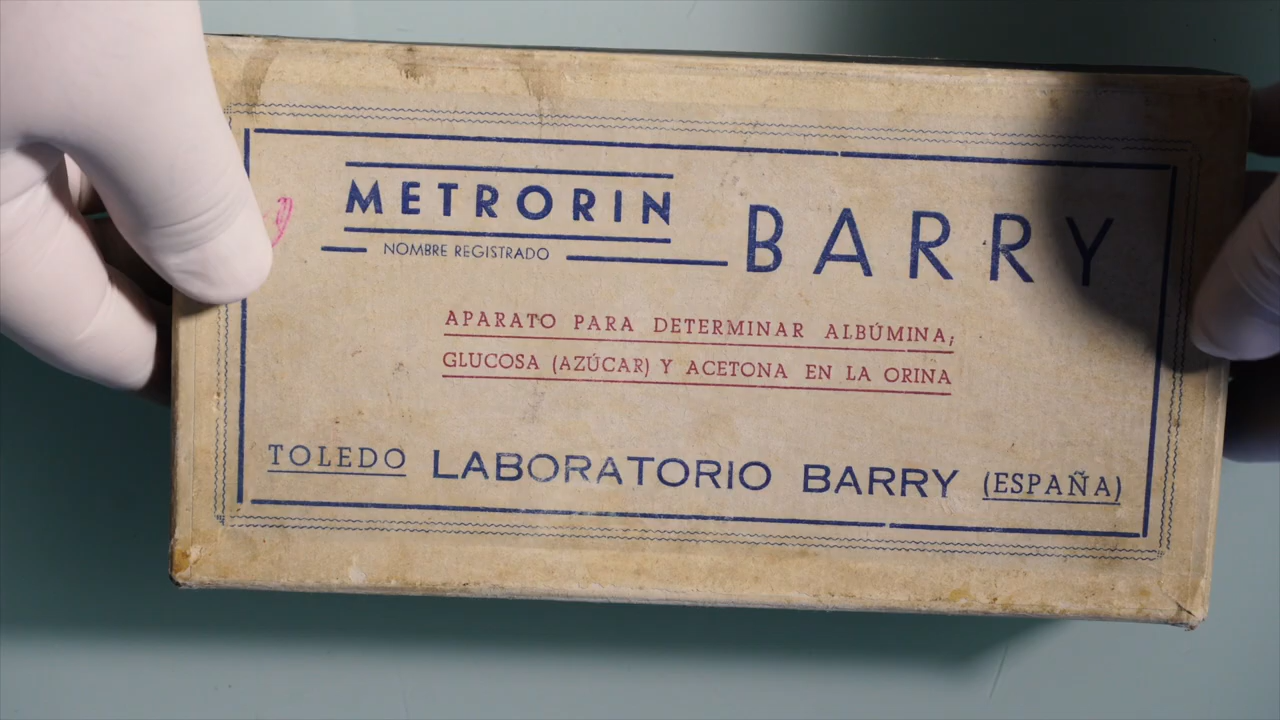 METRORIN
NOMBRE REGISTRADO
BARRY
APARATO PARA DETERMINAR ALBÚMINA,
GLUCOSA (AZÚCAR) Y ACETONA EN LA ORINA
TOLEDO LABORATORIO BARRY (ESPAÑA)